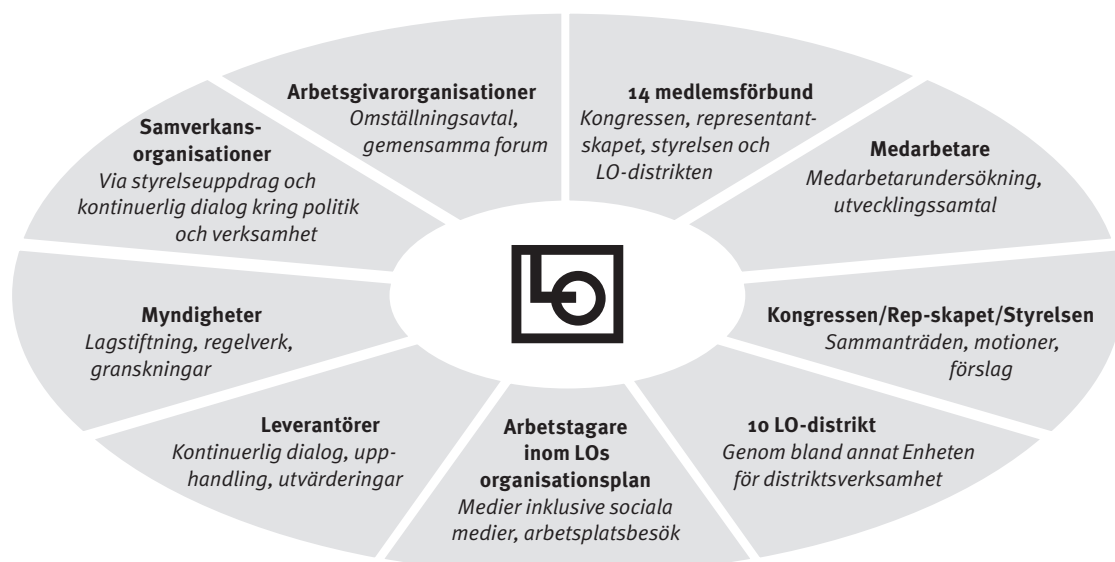 Arbetsgivarorganisationer
Omställningsavtal,
gemensamma forum
14 medlemsförbund
Kongressen, representant-
skapet, styrelsen och
LO-distrikten
Medarbetare
Medarbetarundersökning,
utvecklingssamtal
Kongressen/Rep-skapet/Styrelsen
Sammanträden, motioner,
förslag
10 LO-distrikt
Genom bland annat Enheten
för distriktsverksamhet
Arbetstagare
inom LOs
organisationsplan
Medier inklusive sociala
medier, arbetsplatsbesök
Leverantörer
Kontinuerlig dialog, upp-
handling, utvärderingar
Myndigheter
Lagstiftning, regelverk,
granskningar
Samverkans-
organisationer
Via styrelseuppdrag och
kontinuerlig dialog kring politik
och verksamhet
LO